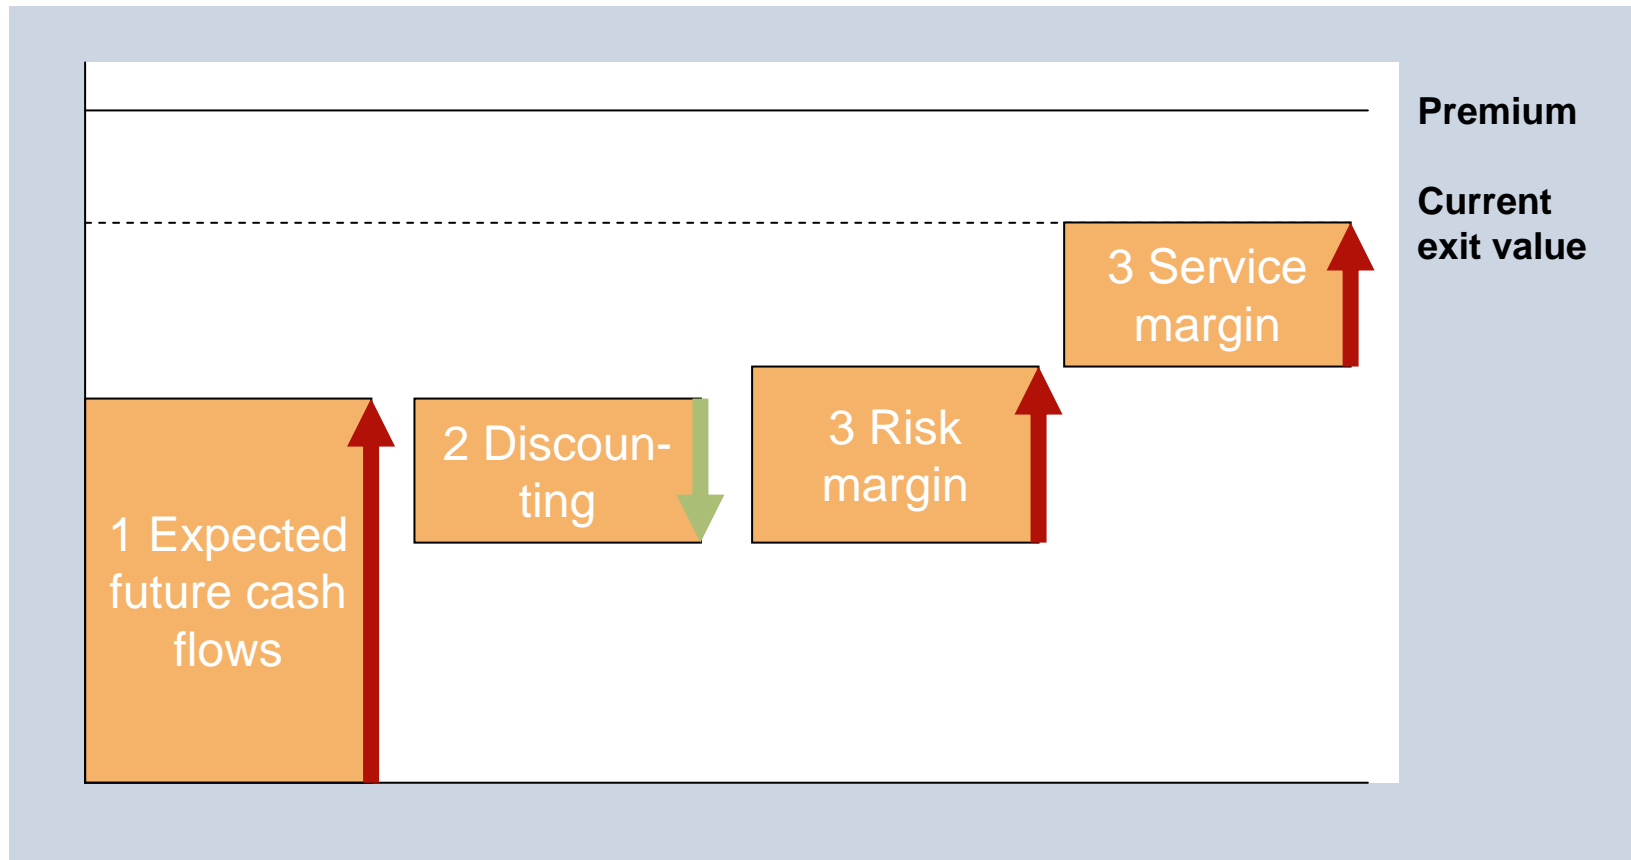 Premium
Current
exit value
3 Service
margin
3 Risk
margin
2 Discoun-
ting
1 Expected
future cash
flows